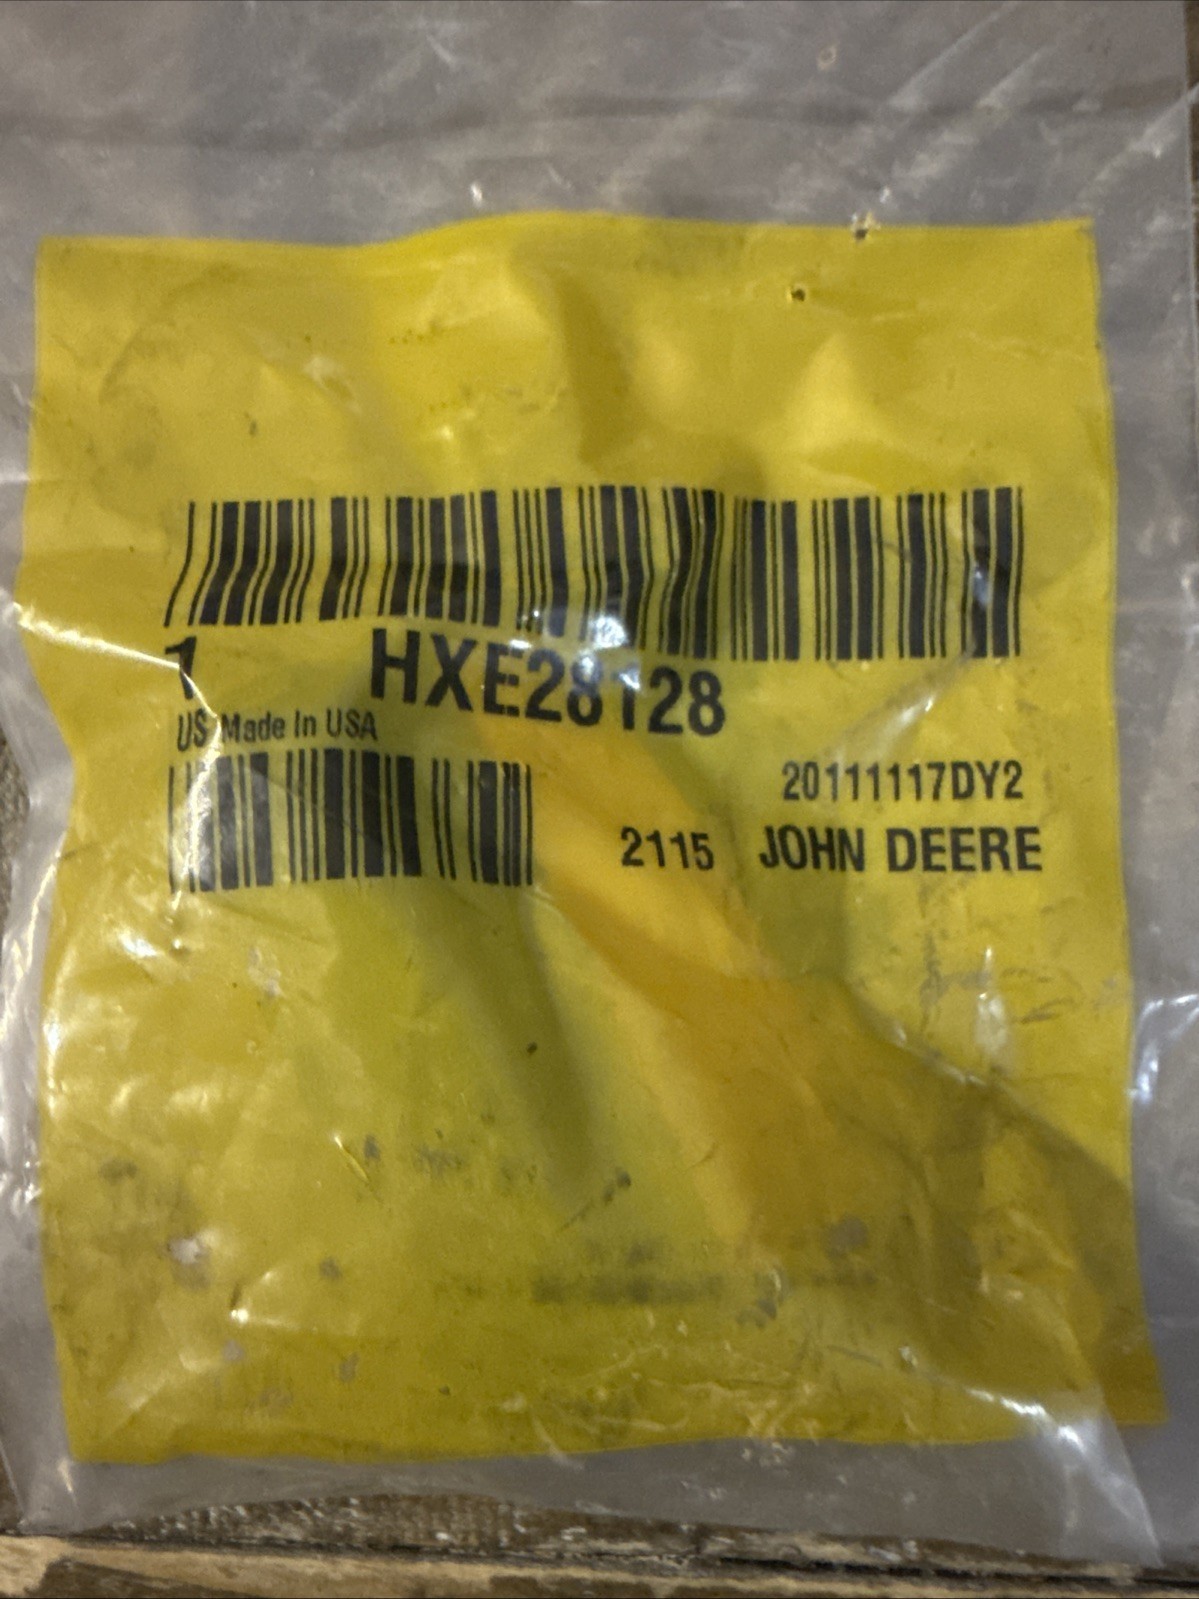 1 HXE28128
US Made In USA
20111117DY2
2115 JOHN DEERE